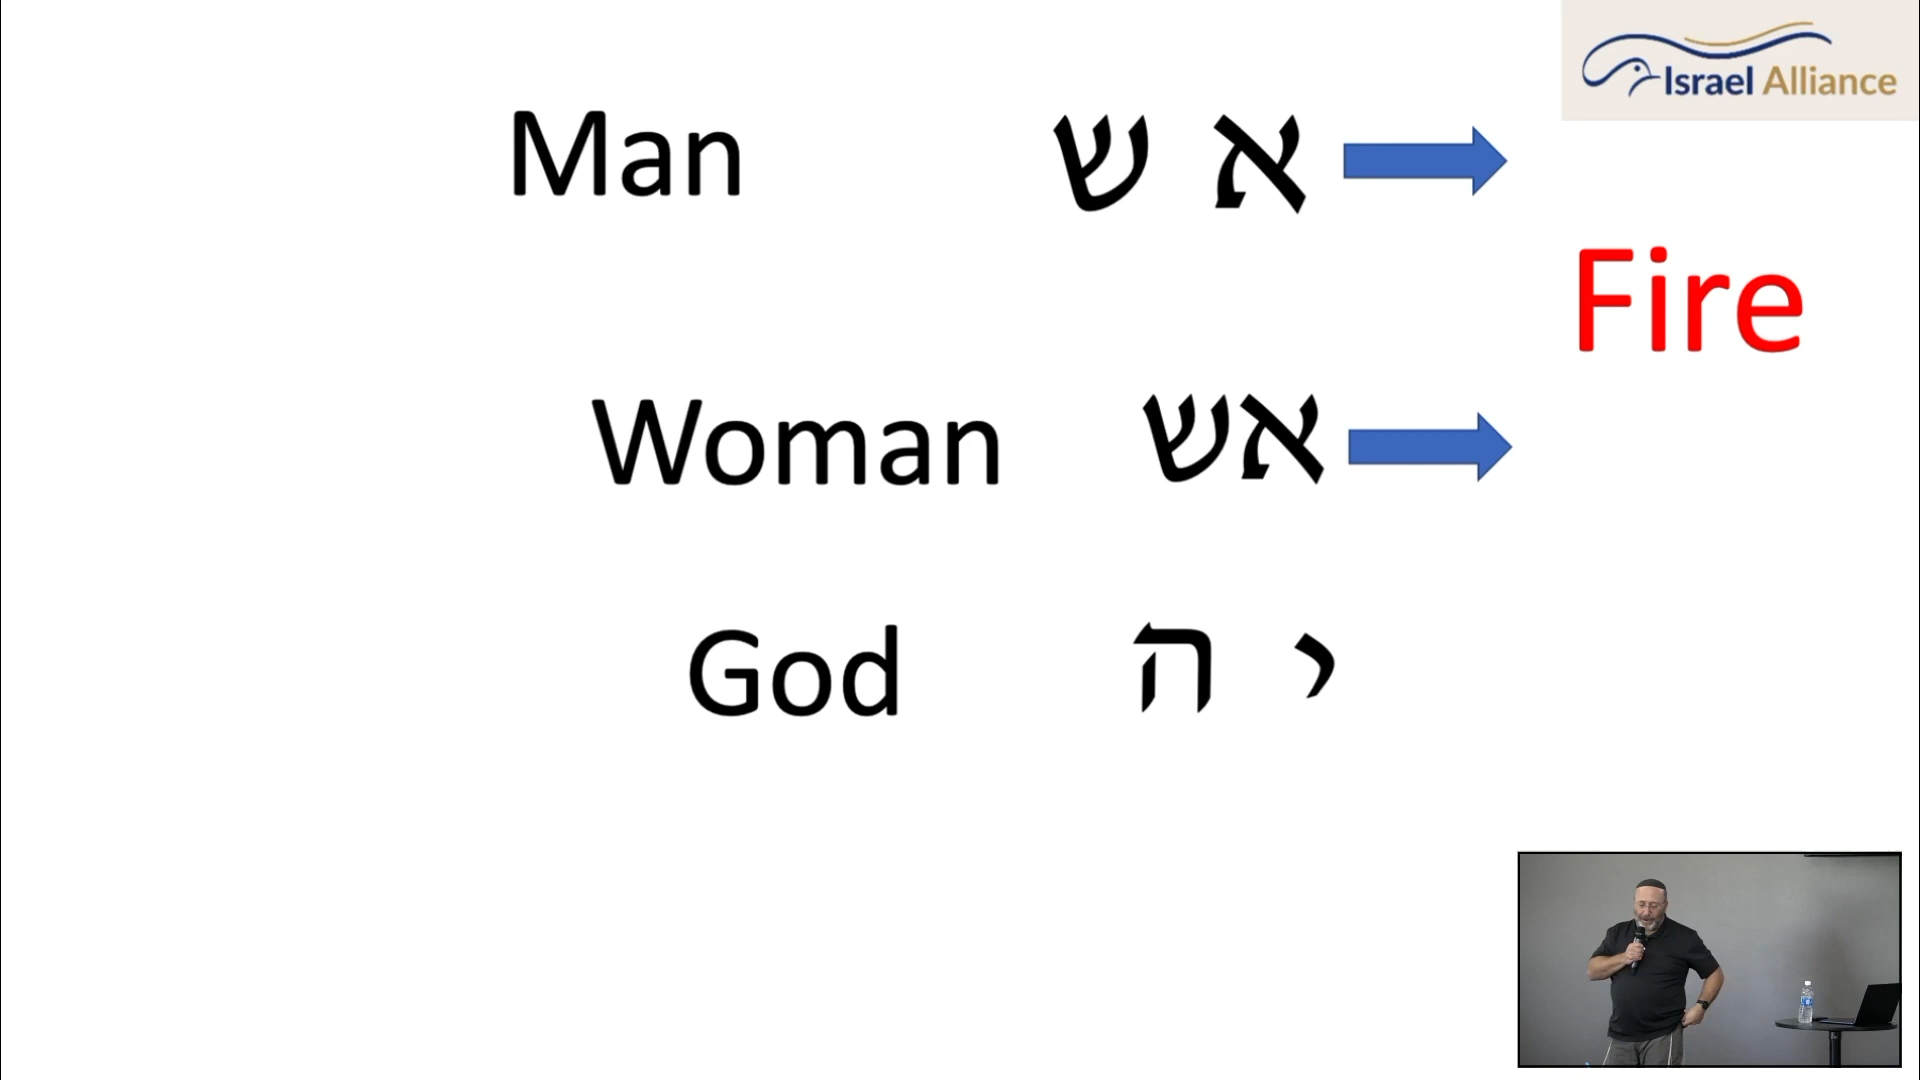 Israel Alliance
Man א ש
Fire
Woman אש
God י ה